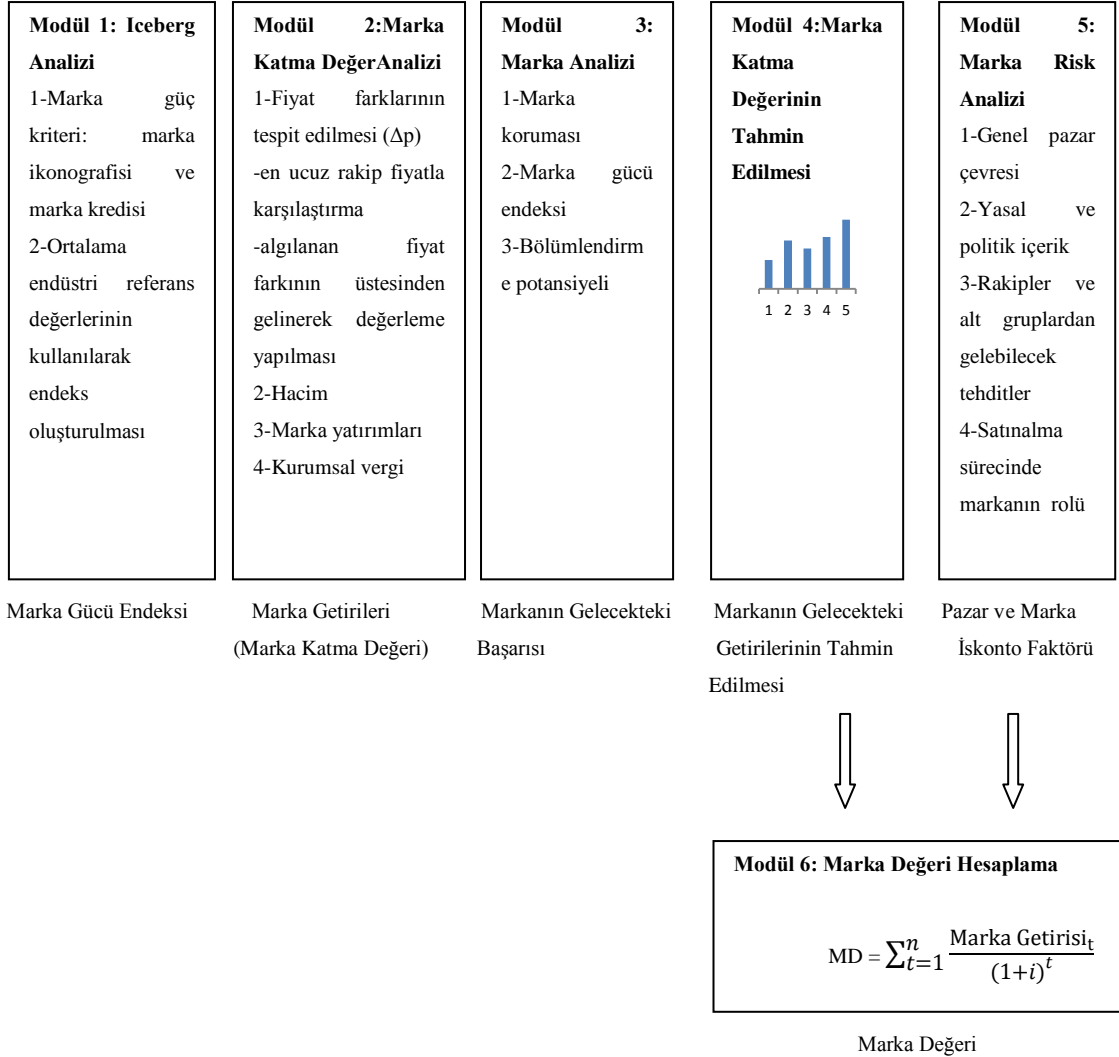 Modül 1: Iceberg
Analizi
1-Marka güç
kriteri: marka
ikonografisi ve
marka kredisi
2-Ortalama
endüstri referans
değerlerinin
kullanılarak
endeks
oluşturulması
Modül 2:Marka
Katma DeğerAnalizi
1-Fiyat farklarının
tespit edilmesi (Δp)
-en ucuz rakip fiyatla
karşılaştırma
-algılanan fiyat
farkının üstesinden
gelinerek değerleme
yapılması
2-Hacim
3-Marka yatırımları
4-Kurumsal vergi
Modül 3:
Marka Analizi
1-Marka
koruması
2-Marka gücü
endeksi
3-Bölümlendirm
e potansiyeli
Modül 4:Marka
Katma
Değerinin
Tahmin
Edilmesi
1 2 3 4 5
Modül 5:
Marka Risk
Analizi
1-Genel pazar
çevresi
2-Yasal ve
politik içerik
3-Rakipler ve
alt gruplardan
gelebilecek
tehditler
4-Satınalma
sürecinde
markanın rolü
Marka Gücü Endeksi
Marka Getirileri
(Marka Katma Değeri)
Markanın Gelecekteki
Başarısı
Markanın Gelecekteki
Getirilerinin Tahmin
Edilmesi
Pazar ve Marka
İskonto Faktörü
Modül 6: Marka Değeri Hesaplama
MD = ∑ⁿₜ₌₁ Marka Getirisiₜ / (1+i)ᵗ
Marka Değeri